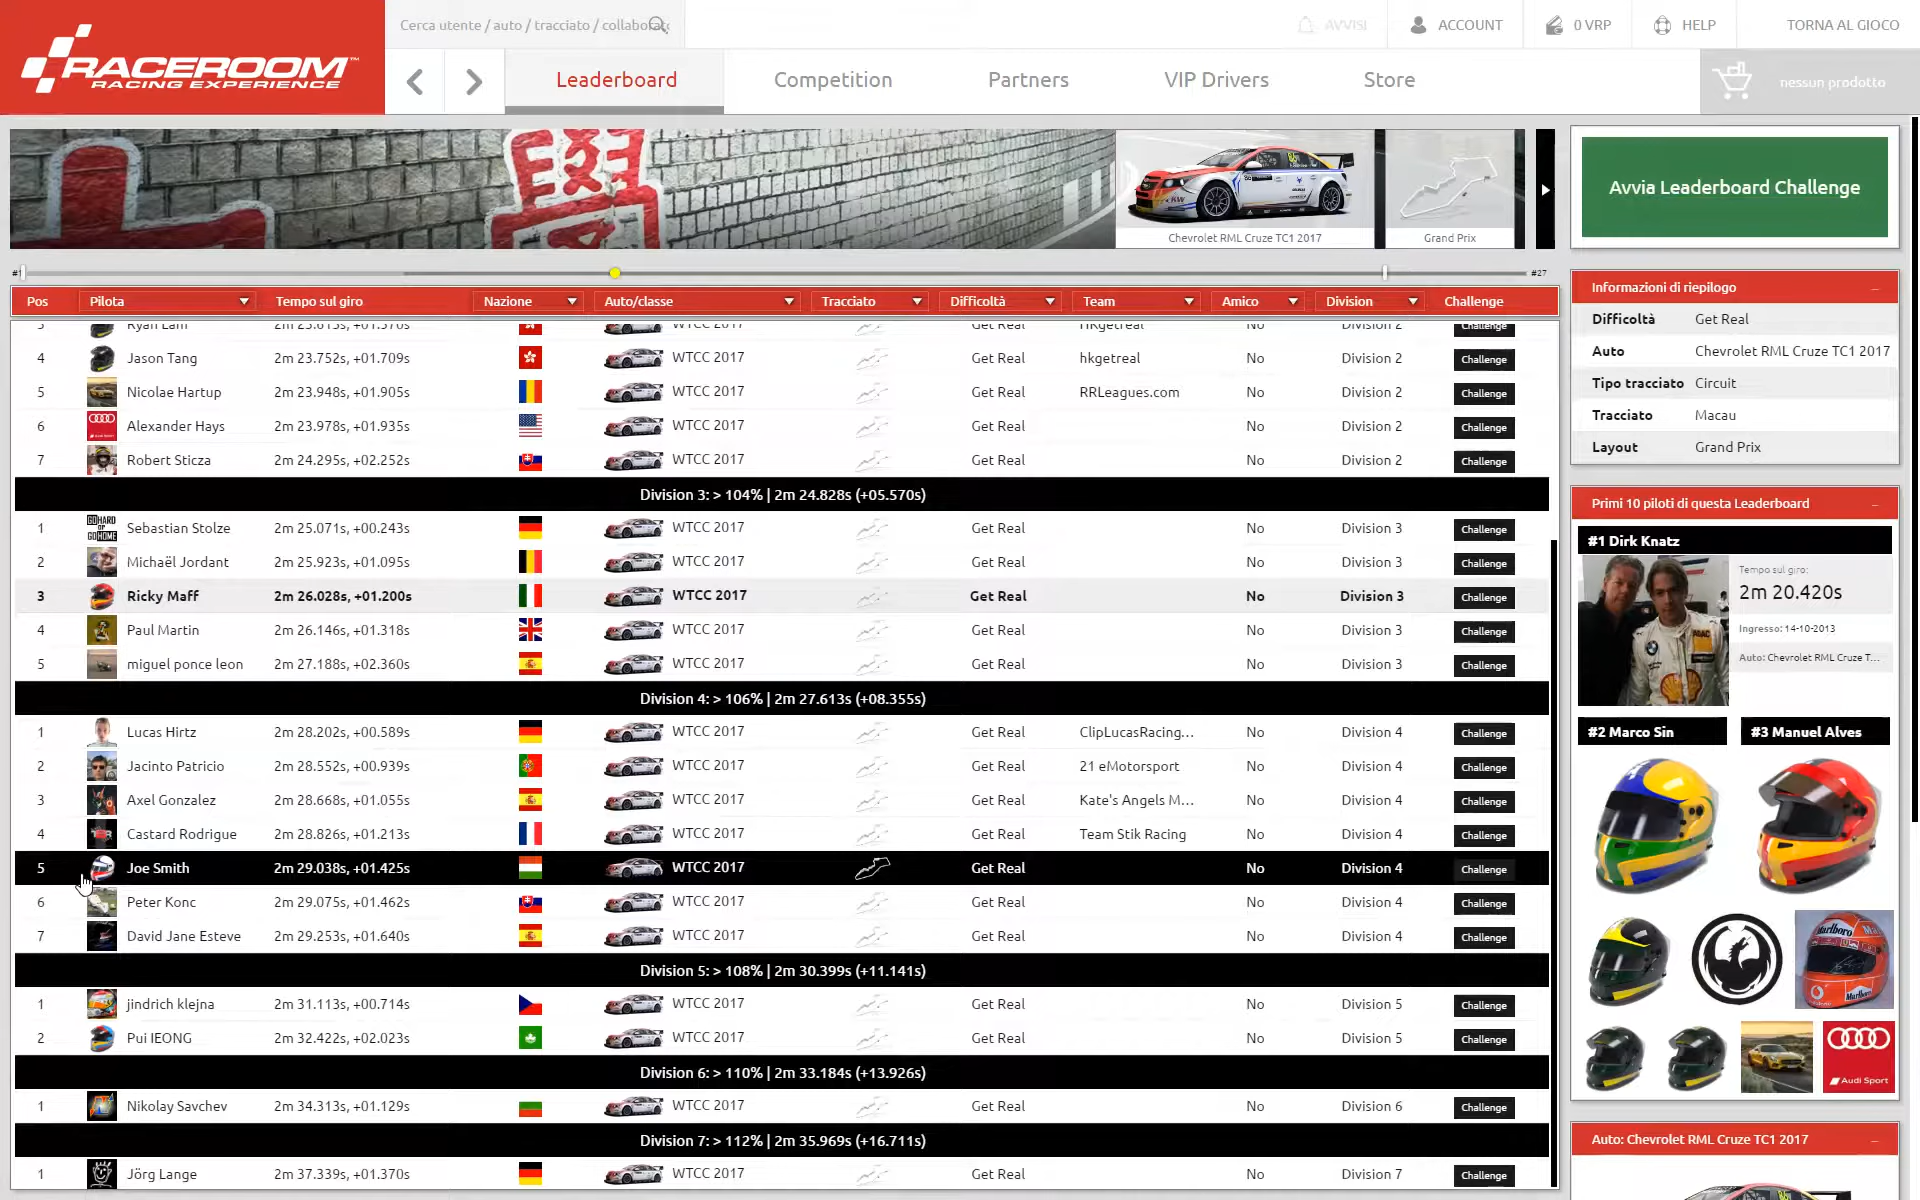 RACEROOM™
RACING EXPERIENCE
Cerca utente / auto / tracciato / collaborat
AVVISI
ACCOUNT
0 VRP
HELP
TORNA AL GIOCO
Leaderboard
Competition
Partners
VIP Drivers
Store
nessun prodotto
Chevrolet RML Cruze TC1 2017
Grand Prix
Avvia Leaderboard Challenge
#1
#27
Pos Pilota Tempo sul giro Nazione Auto/classe Tracciato Difficoltà Team Amico Division Challenge
3 Ryan Lam 2m 23.613s, +01.570s WTCC 2017 Get Real HKgetreal No Division 2 Challenge
4 Jason Tang 2m 23.752s, +01.709s WTCC 2017 Get Real hkgetreal No Division 2 Challenge
5 Nicolae Hartup 2m 23.948s, +01.905s WTCC 2017 Get Real RRLeagues.com No Division 2 Challenge
6 Alexander Hays 2m 23.978s, +01.935s WTCC 2017 Get Real No Division 2 Challenge
7 Robert Sticza 2m 24.295s, +02.252s WTCC 2017 Get Real No Division 2 Challenge
Division 3: > 104% | 2m 24.828s (+05.570s)
1 Sebastian Stolze 2m 25.071s, +00.243s WTCC 2017 Get Real No Division 3 Challenge
2 Michaël Jordant 2m 25.923s, +01.095s WTCC 2017 Get Real No Division 3 Challenge
3 Ricky Maff 2m 26.028s, +01.200s WTCC 2017 Get Real No Division 3 Challenge
4 Paul Martin 2m 26.146s, +01.318s WTCC 2017 Get Real No Division 3 Challenge
5 miguel ponce leon 2m 27.188s, +02.360s WTCC 2017 Get Real No Division 3 Challenge
Division 4: > 106% | 2m 27.613s (+08.355s)
1 Lucas Hirtz 2m 28.202s, +00.589s WTCC 2017 Get Real ClipLucasRacing... No Division 4 Challenge
2 Jacinto Patricio 2m 28.552s, +00.939s WTCC 2017 Get Real 21 eMotorsport No Division 4 Challenge
3 Axel Gonzalez 2m 28.668s, +01.055s WTCC 2017 Get Real Kate's Angels M... No Division 4 Challenge
4 Castard Rodrigue 2m 28.826s, +01.213s WTCC 2017 Get Real Team Stik Racing No Division 4 Challenge
5 Joe Smith 2m 29.038s, +01.425s WTCC 2017 Get Real No Division 4 Challenge
6 Peter Konc 2m 29.075s, +01.462s WTCC 2017 Get Real No Division 4 Challenge
7 David Jane Esteve 2m 29.253s, +01.640s WTCC 2017 Get Real No Division 4 Challenge
Division 5: > 108% | 2m 30.399s (+11.141s)
1 jindrich klejna 2m 31.113s, +00.714s WTCC 2017 Get Real No Division 5 Challenge
2 Pui IEONG 2m 32.422s, +02.023s WTCC 2017 Get Real No Division 5 Challenge
Division 6: > 110% | 2m 33.184s (+13.926s)
1 Nikolay Savchev 2m 34.313s, +01.129s WTCC 2017 Get Real No Division 6 Challenge
Division 7: > 112% | 2m 35.969s (+16.711s)
1 Jörg Lange 2m 37.339s, +01.370s WTCC 2017 Get Real No Division 7 Challenge
Informazioni di riepilogo
Difficoltà Get Real
Auto Chevrolet RML Cruze TC1 2017
Tipo tracciato Circuit
Tracciato Macau
Layout Grand Prix
Primi 10 piloti di questa Leaderboard
#1 Dirk Knatz
Tempo sul giro:
2m 20.420s
Ingresso: 14-10-2013
Auto: Chevrolet RML Cruze T...
#2 Marco Sin
#3 Manuel Alves
Marlboro
Marlboro
Audi Sport
Auto: Chevrolet RML Cruze TC1 2017